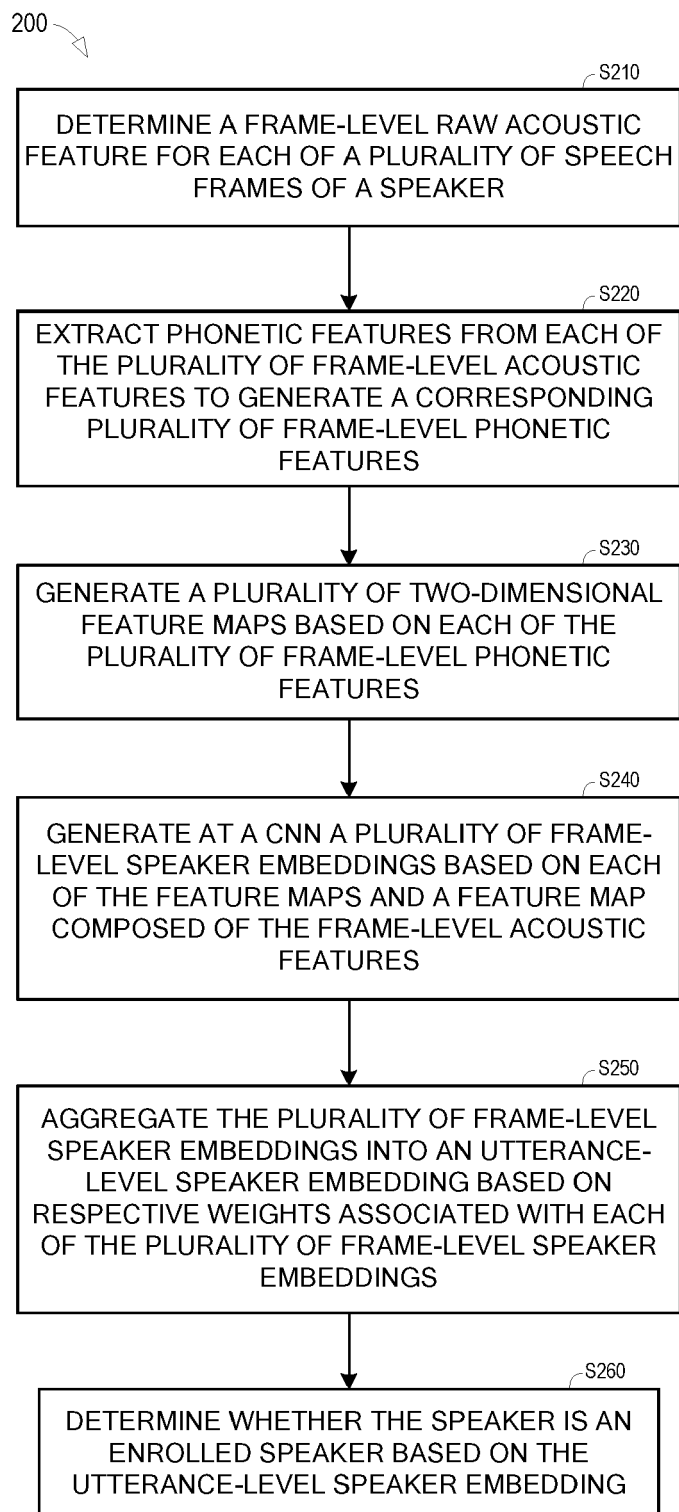 200
S210
DETERMINE A FRAME-LEVEL RAW ACOUSTIC
FEATURE FOR EACH OF A PLURALITY OF SPEECH
FRAMES OF A SPEAKER
S220
EXTRACT PHONETIC FEATURES FROM EACH OF
THE PLURALITY OF FRAME-LEVEL ACOUSTIC
FEATURES TO GENERATE A CORRESPONDING
PLURALITY OF FRAME-LEVEL PHONETIC
FEATURES
S230
GENERATE A PLURALITY OF TWO-DIMENSIONAL
FEATURE MAPS BASED ON EACH OF THE
PLURALITY OF FRAME-LEVEL PHONETIC
FEATURES
S240
GENERATE AT A CNN A PLURALITY OF FRAME-
LEVEL SPEAKER EMBEDDINGS BASED ON EACH
OF THE FEATURE MAPS AND A FEATURE MAP
COMPOSED OF THE FRAME-LEVEL ACOUSTIC
FEATURES
S250
AGGREGATE THE PLURALITY OF FRAME-LEVEL
SPEAKER EMBEDDINGS INTO AN UTTERANCE-
LEVEL SPEAKER EMBEDDING BASED ON
RESPECTIVE WEIGHTS ASSOCIATED WITH EACH
OF THE PLURALITY OF FRAME-LEVEL SPEAKER
EMBEDDINGS
S260
DETERMINE WHETHER THE SPEAKER IS AN
ENROLLED SPEAKER BASED ON THE
UTTERANCE-LEVEL SPEAKER EMBEDDING